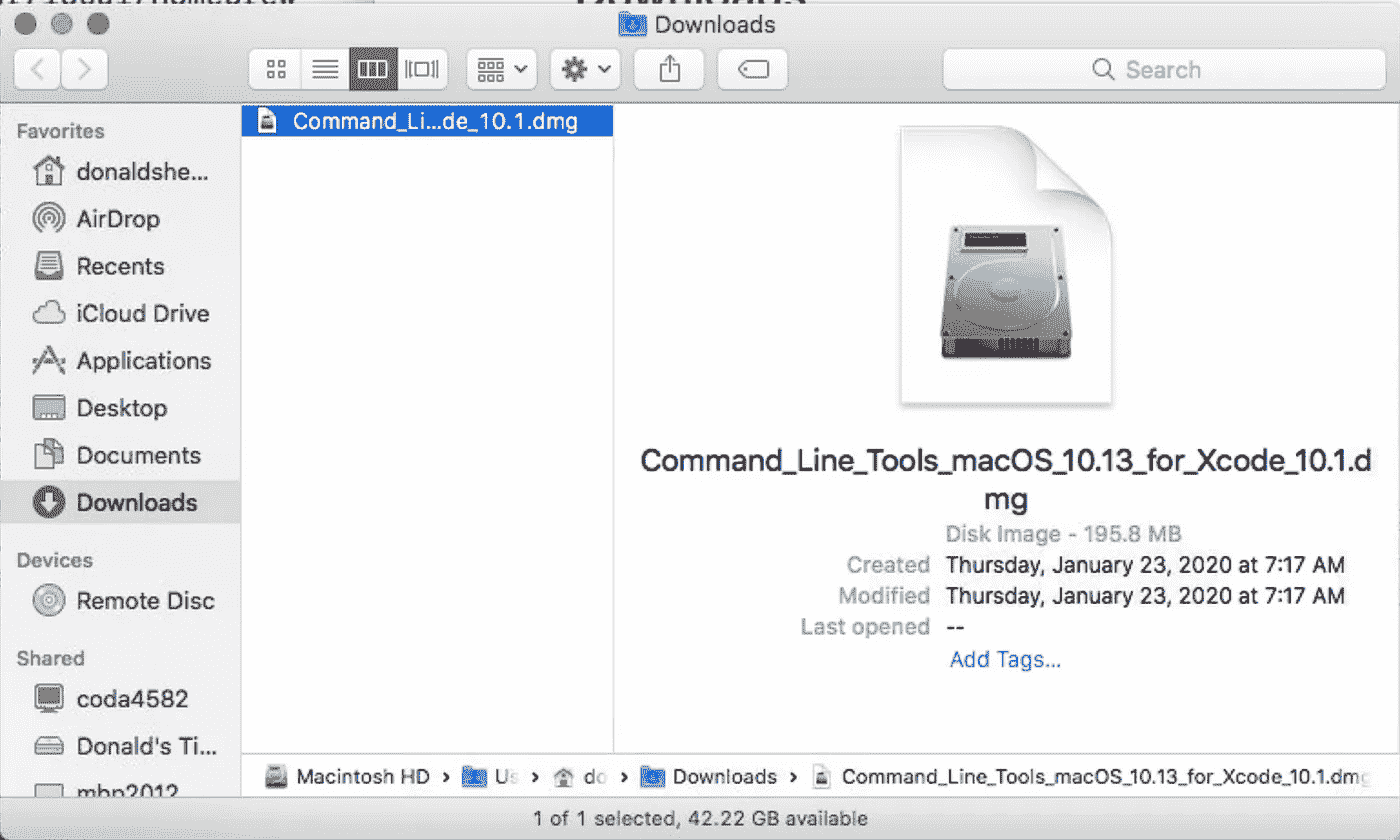 Downloads
Search
Favorites
donaldshe...
AirDrop
Recents
iCloud Drive
Applications
Desktop
Documents
Downloads
Devices
Remote Disc
Shared
coda4582
Donald's Ti...
mbp2012
Command_Li...de_10.1.dmg
Command_Line_Tools_macOS_10.13_for_Xcode_10.1.d
mg
Disk Image - 195.8 MB
Created Thursday, January 23, 2020 at 7:17 AM
Modified Thursday, January 23, 2020 at 7:17 AM
Last opened --
Add Tags...
Macintosh HD › Us › do › Downloads › Command_Line_Tools_macOS_10.13_for_Xcode_10.1.dmg
1 of 1 selected, 42.22 GB available